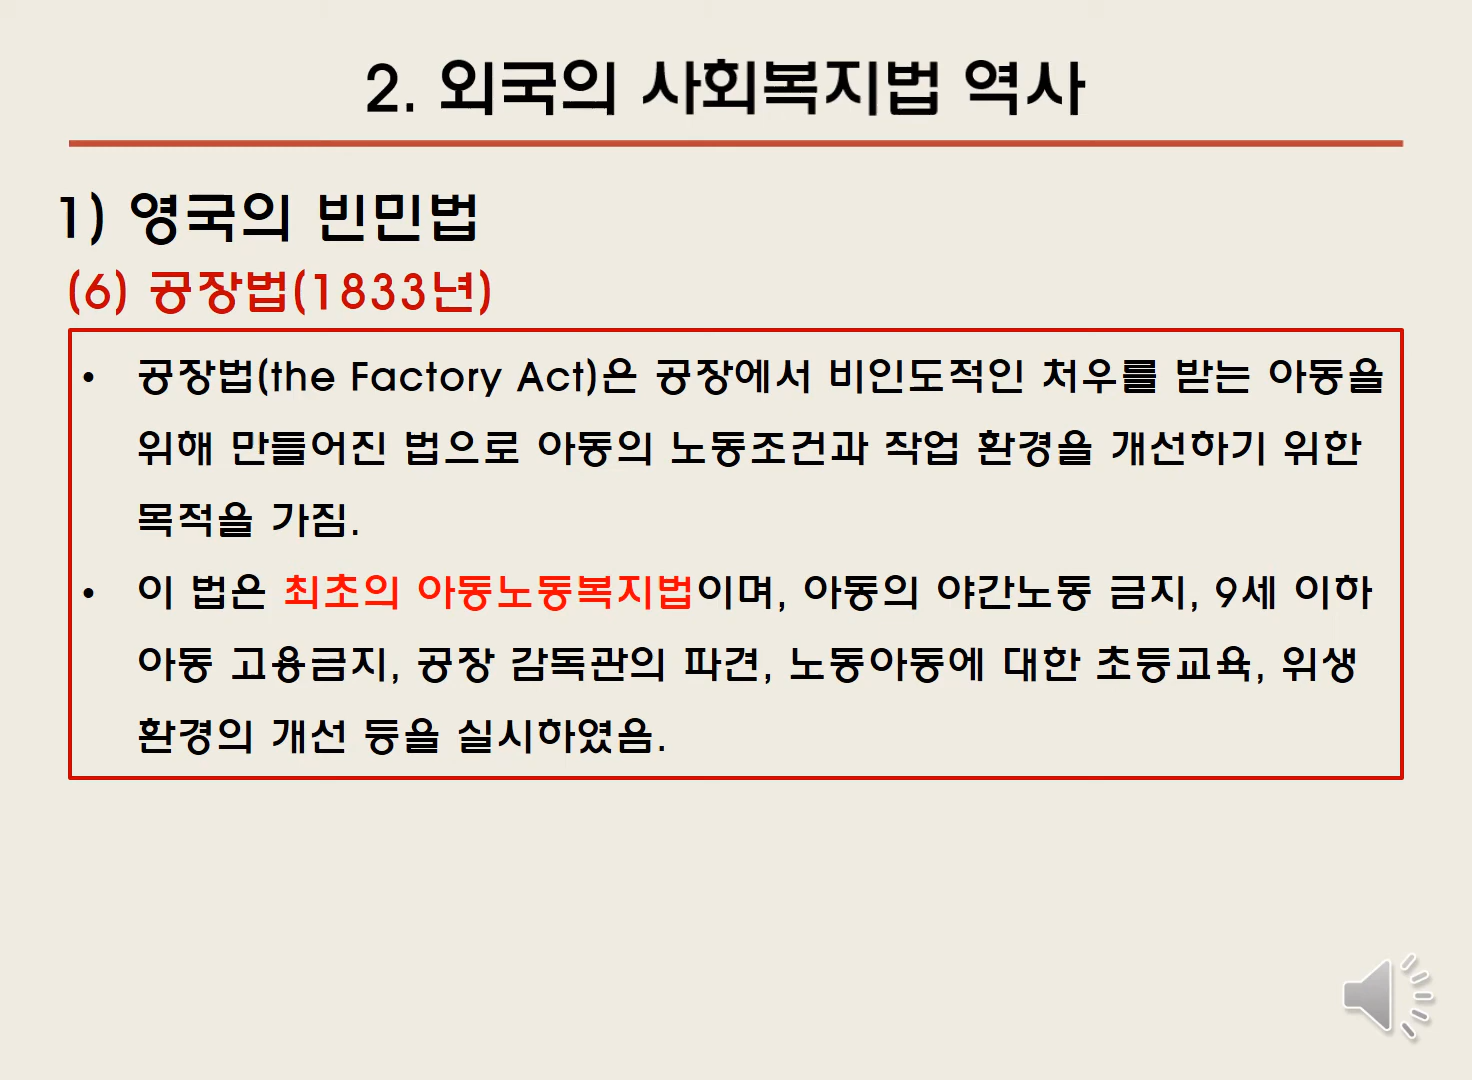 2. 외국의 사회복지법 역사
1) 영국의 빈민법
(6) 공장법(1833년)
• 공장법(the Factory Act)은 공장에서 비인도적인 처우를 받는 아동을
위해 만들어진 법으로 아동의 노동조건과 작업 환경을 개선하기 위한
목적을 가짐.
• 이 법은 최초의 아동노동복지법이며, 아동의 야간노동 금지, 9세 이하
아동 고용금지, 공장 감독관의 파견, 노동아동에 대한 초등교육, 위생
환경의 개선 등을 실시하였음.